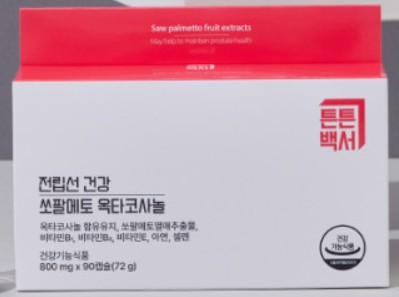 Saw palmetto fruit extracts
May help to maintain prostate health
튼튼
백서
전립선 건강
쏘팔메토 옥타코사놀
옥타코사놀 함유유지, 쏘팔메토열매추출물,
비타민B₁, 비타민B₆, 비타민E, 아연, 셀렌
건강기능식품
800 mg x 90캡슐(72 g)
건강
기능식품